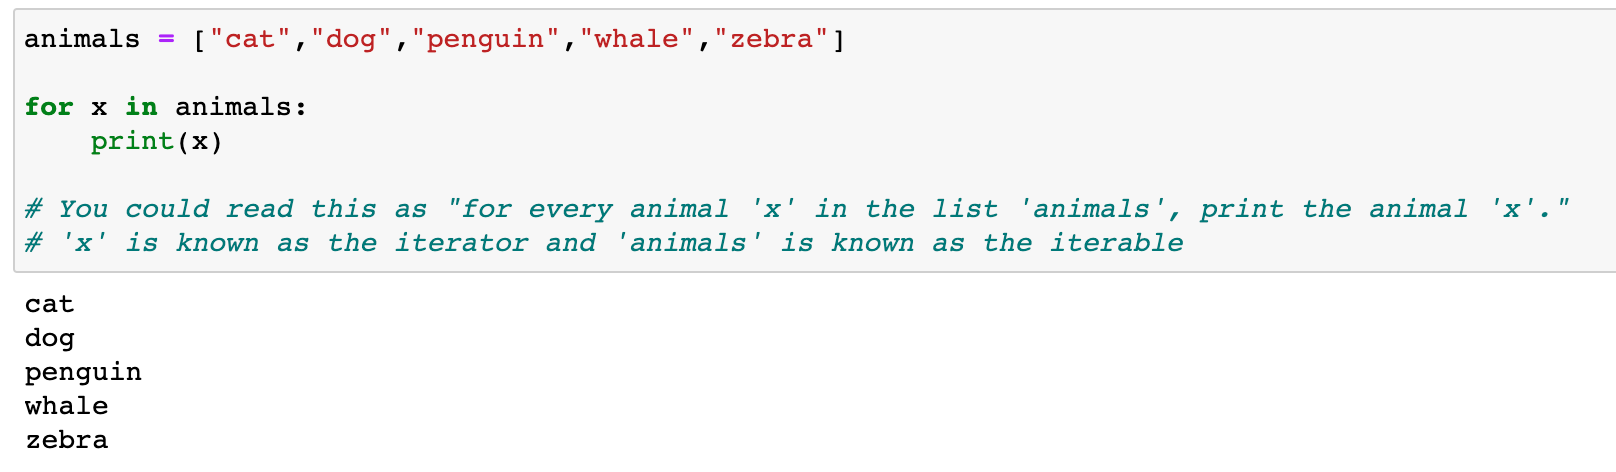 animals = ["cat","dog","penguin","whale","zebra"]
for x in animals:
    print(x)
# You could read this as "for every animal 'x' in the list 'animals', print the animal 'x'."
# 'x' is known as the iterator and 'animals' is known as the iterable
cat
dog
penguin
whale
zebra